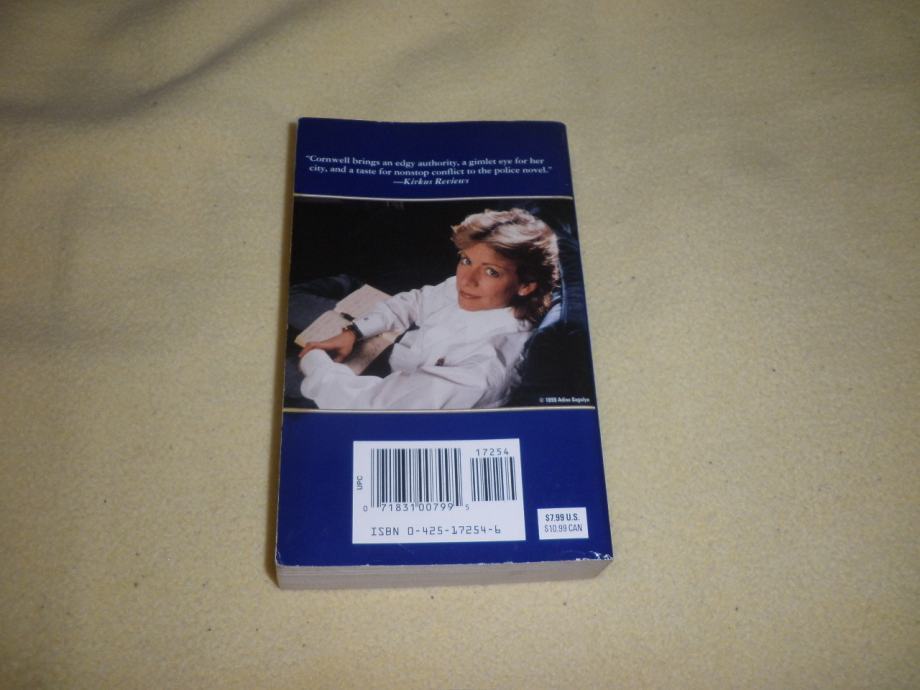 "Cornwell brings an edgy authority, a gimlet eye for her
city, and a taste for nonstop conflict to the police novel."
—Kirkus Reviews
© 1998 Adine Sagalyn
17254
UPC
0 71831 00799 5
ISBN 0-425-17254-6
$7.99 U.S.
$10.99 CAN